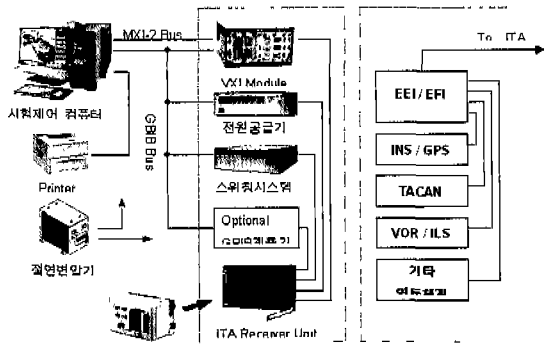 MXI-2 Bus
시험제어 컴퓨터
GPIB Bus
Printer
절연변압기
VXI Module
전원공급기
스위칭시스템
Optional
ITA Receiver Unit
To ITA
EEI / EFI
INS / GPS
TACAN
VOR / ILS
기타